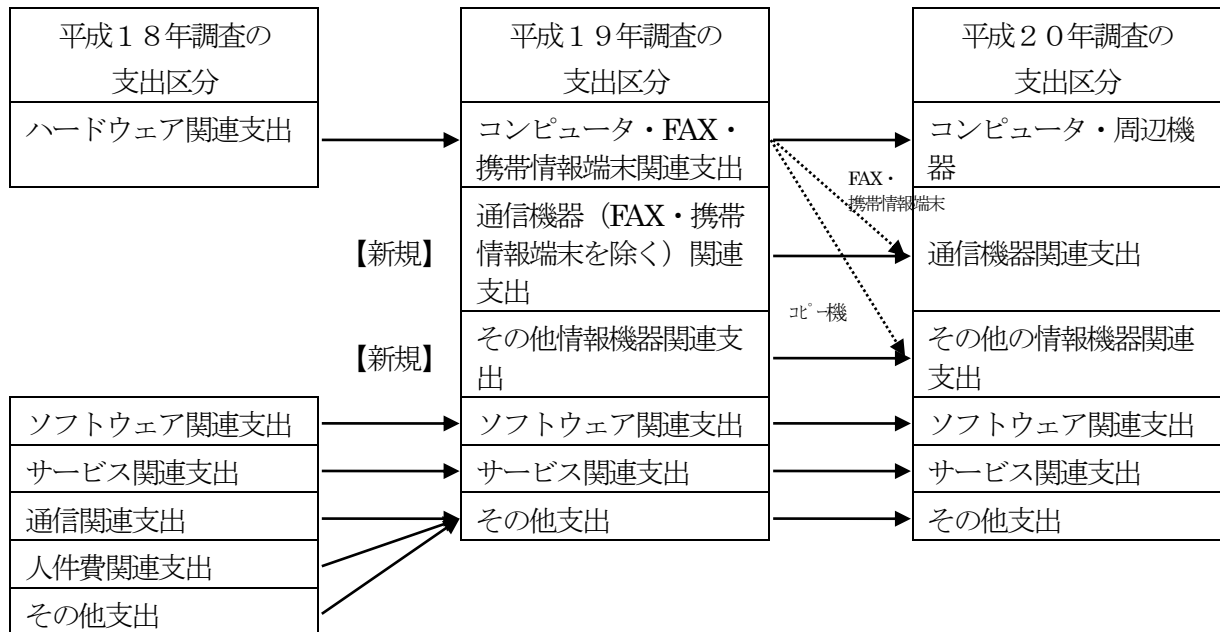 平成１８年調査の
支出区分
ハードウェア関連支出
ソフトウェア関連支出
サービス関連支出
通信関連支出
人件費関連支出
その他支出
【新規】
【新規】
平成１９年調査の
支出区分
コンピュータ・FAX・
携帯情報端末関連支出
通信機器（FAX・携帯
情報端末を除く）関連
支出
その他情報機器関連支
出
ソフトウェア関連支出
サービス関連支出
その他支出
FAX・
携帯情報端末
ｺﾋﾟｰ機
平成２０年調査の
支出区分
コンピュータ・周辺機
器
通信機器関連支出
その他の情報機器関連
支出
ソフトウェア関連支出
サービス関連支出
その他支出